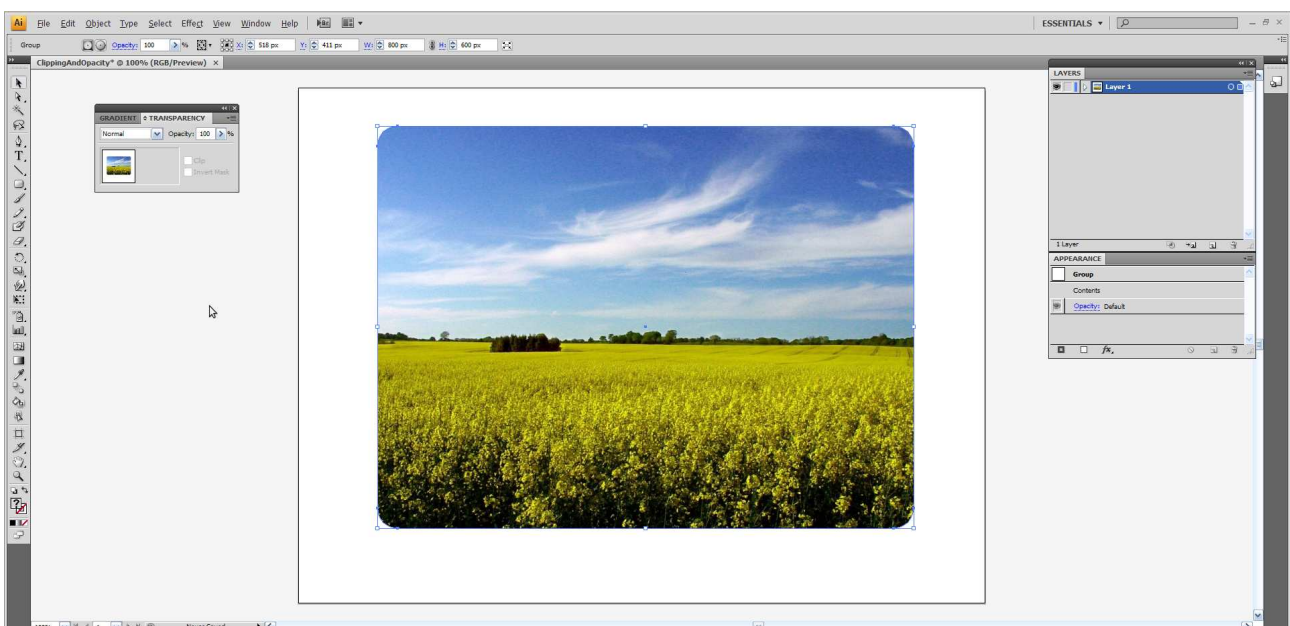 Ai File Edit Object Type Select Effect View Window Help Br ESSENTIALS
Group Opacity: 100 % X: 518 px Y: 411 px W: 800 px H: 600 px
ClippingAndOpacity* @ 100% (RGB/Preview) ×
LAYERS
Layer 1
GRADIENT TRANSPARENCY
Normal Opacity: 100 %
Clip
Invert Mask
1 Layer
APPEARANCE
Group
Contents
Opacity: Default
fx